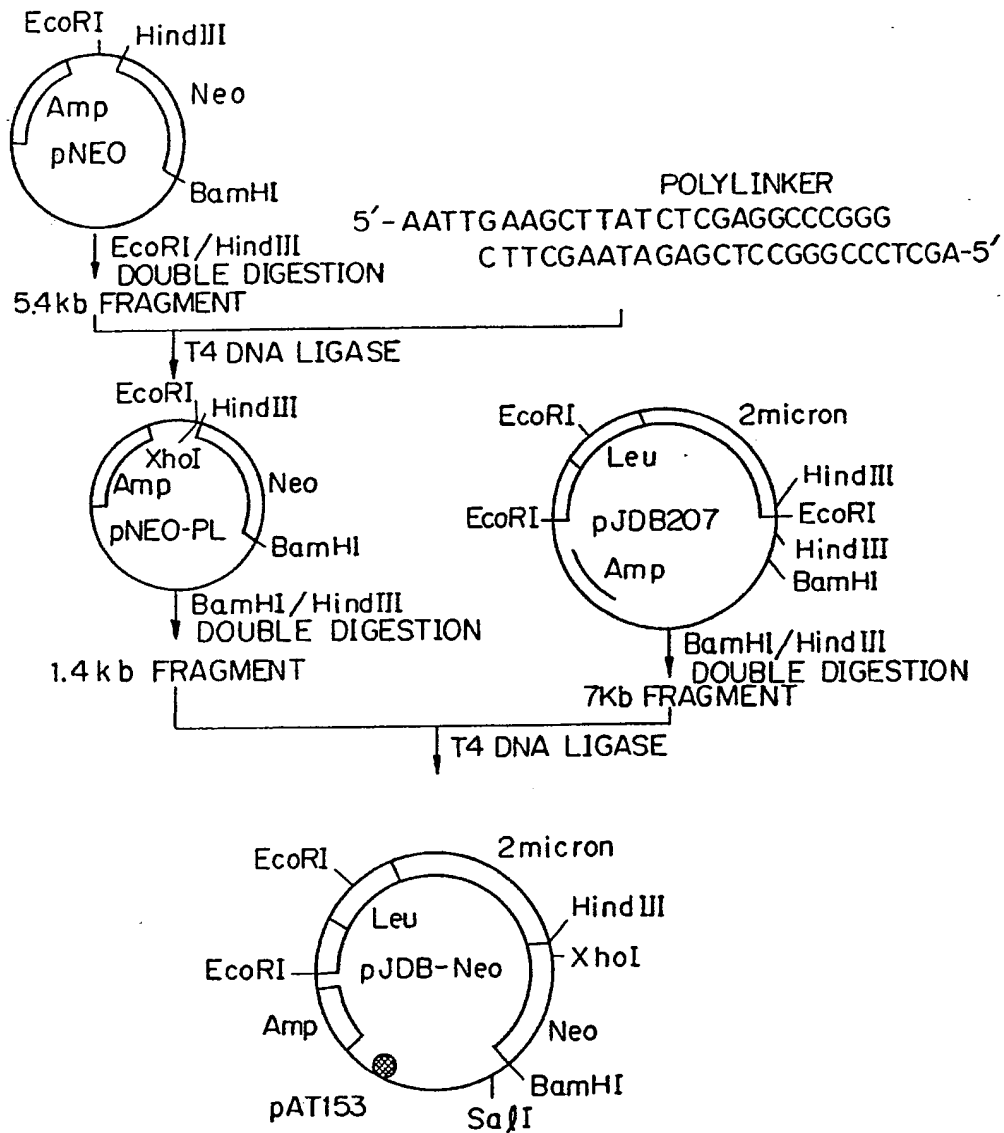 EcoRI
HindIII
Amp
Neo
pNEO
BamHI
EcoRI/HindIII
DOUBLE DIGESTION
5.4kb FRAGMENT
POLYLINKER
5′-AATTGAAGCTTATCTCGAGGCCCGGG
CTTCGAATAGAGCTCCGGGCCCTCGA-5′
T4 DNA LIGASE
EcoRI
HindIII
XhoI
Amp
Neo
pNEO-PL
BamHI
BamHI/HindIII
DOUBLE DIGESTION
1.4kb FRAGMENT
EcoRI
2micron
Leu
HindIII
EcoRI
pJDB207
EcoRI
HindIII
Amp
BamHI
BamHI/HindIII
DOUBLE DIGESTION
7Kb FRAGMENT
T4 DNA LIGASE
EcoRI
2micron
Leu
HindIII
XhoI
EcoRI
pJDB-Neo
Amp
Neo
BamHI
pAT153
SalI